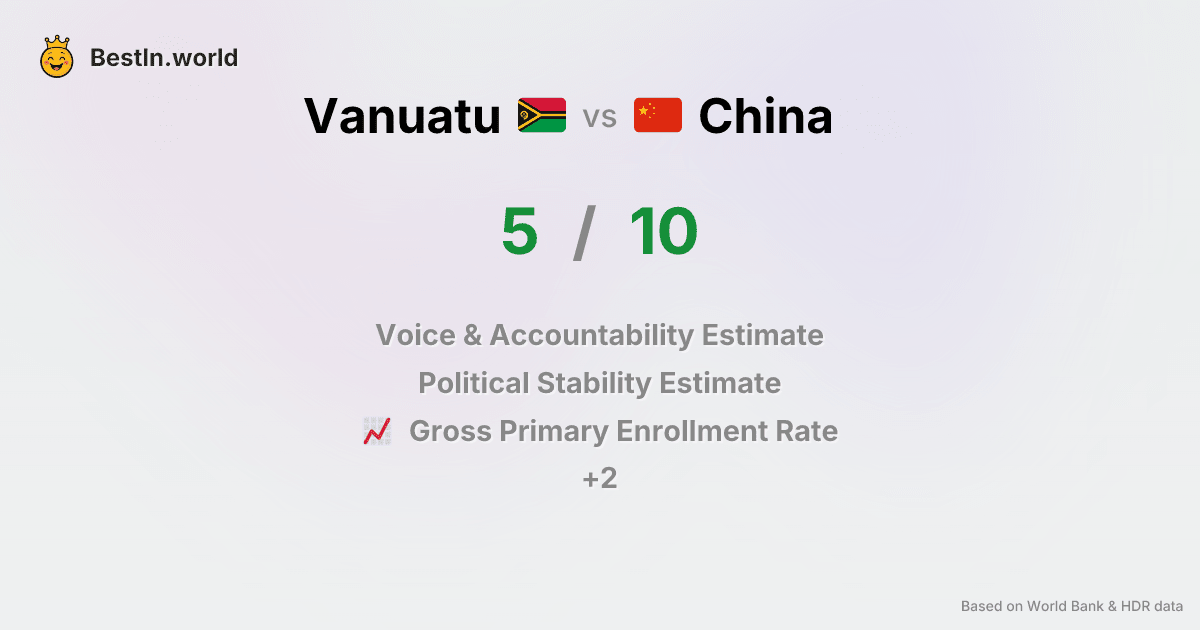 BestIn.world
Vanuatu vs China
5 / 10
Voice & Accountability Estimate
Political Stability Estimate
Gross Primary Enrollment Rate
+2
Based on World Bank & HDR data